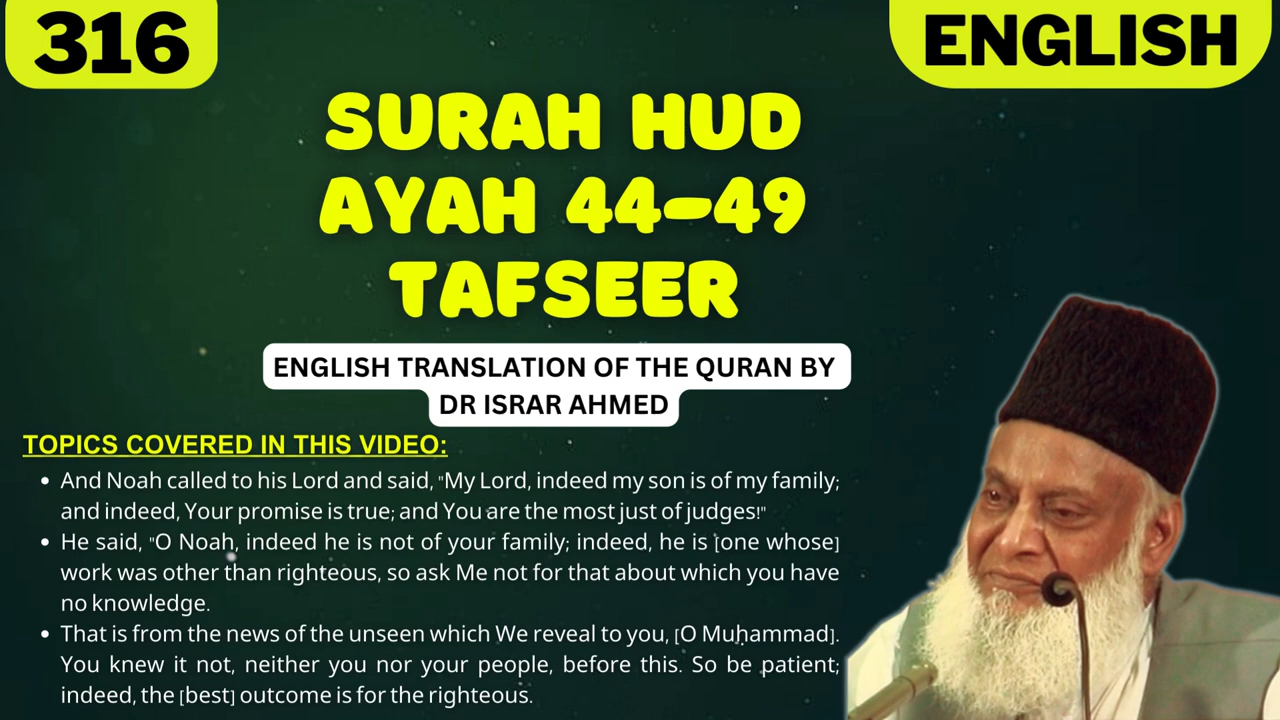 316
ENGLISH
SURAH HUD
AYAH 44-49
TAFSEER
ENGLISH TRANSLATION OF THE QURAN BY
DR ISRAR AHMED
TOPICS COVERED IN THIS VIDEO:
• And Noah called to his Lord and said, "My Lord, indeed my son is of my family;
and indeed, Your promise is true; and You are the most just of judges!"
• He said, "O Noah, indeed he is not of your family; indeed, he is [one whose]
work was other than righteous, so ask Me not for that about which you have
no knowledge.
• That is from the news of the unseen which We reveal to you, [O Muḥammad].
You knew it not, neither you nor your people, before this. So be patient;
indeed, the [best] outcome is for the righteous.